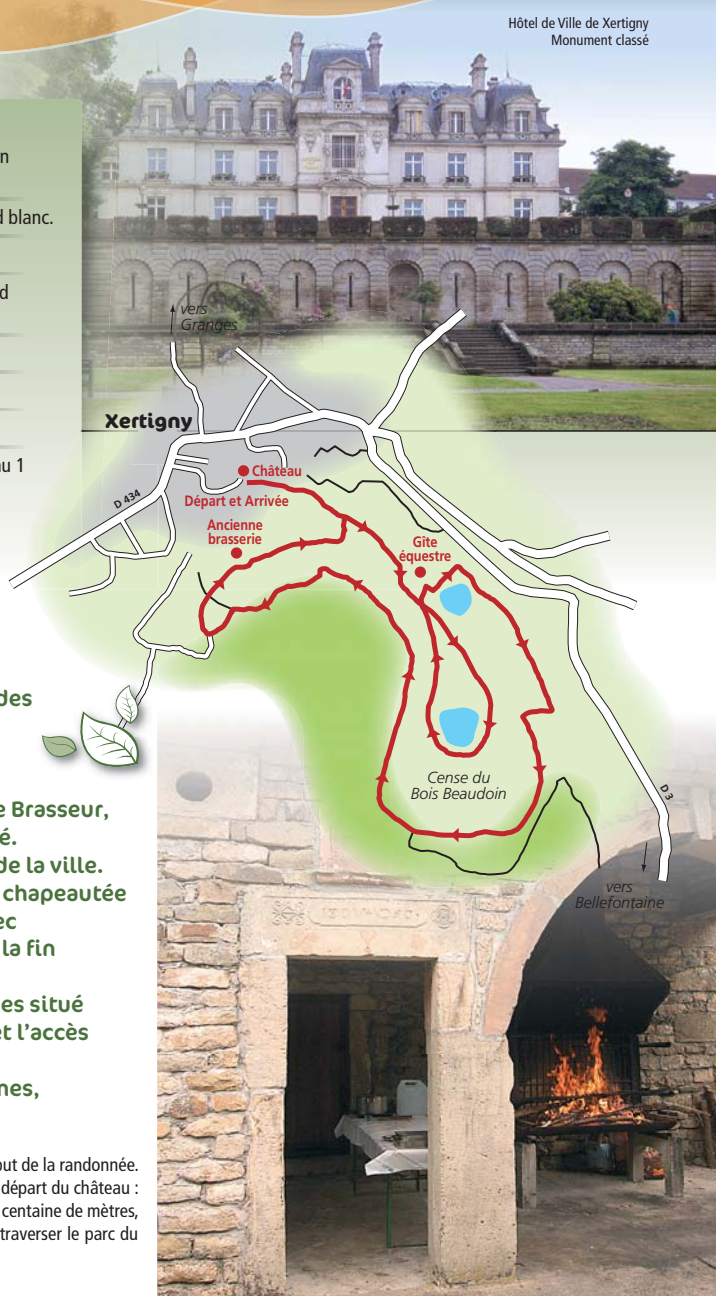 Hôtel de Ville de Xertigny
Monument classé
n
d blanc.
d
au 1
vers
Granges
Xertigny
D 434
Château
Départ et Arrivée
Ancienne
brasserie
Gîte
équestre
Cense du
Bois Beaudoin
D 3
vers
Bellefontaine
des
e Brasseur,
é.
de la ville.
chapeautée
ec
la fin
es situé
et l’accès
nes,
out de la randonnée.
départ du château :
centaine de mètres,
traverser le parc du